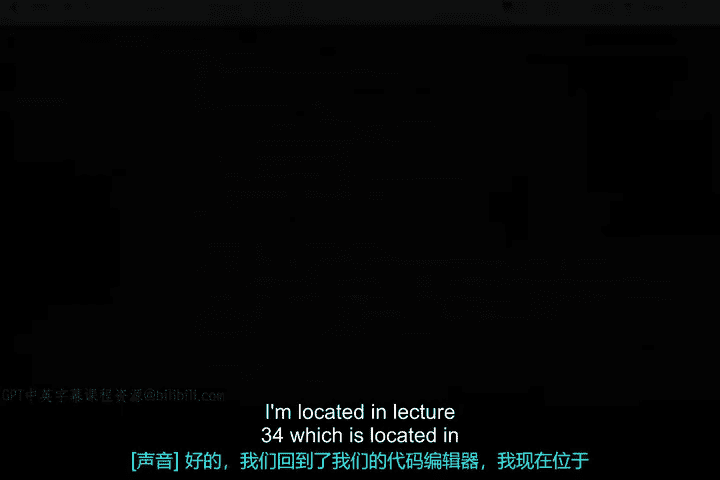 GPT中英字幕课程资源@bilibili.com
I'm located in lecture
34 which is located in
[声音] 好的，我们回到了我们的代码编辑器，我现在位于